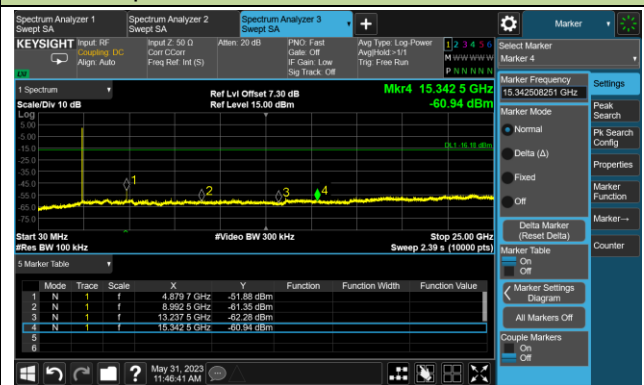 Spectrum Analyzer 1
Swept SA
Spectrum Analyzer 2
Swept SA
Spectrum Analyzer 3
Swept SA
+
Marker
KEYSIGHT
Input: RF
Coupling: DC
Align: Auto
Input Z: 50 Ω
Corr CCorr
Freq Ref: Int (S)
Atten: 20 dB
PNO: Fast
Gate: Off
IF Gain: Low
Sig Track: Off
Avg Type: Log-Power
Avg|Hold:>1/1
Trig: Free Run
1 2 3 4 5 6
M W W W W W
P N N N N N
Select Marker
Marker 4
1 Spectrum
Ref Lvl Offset 7.30 dB
Mkr4 15.342 5 GHz
Scale/Div 10 dB
Ref Level 15.00 dBm
-60.94 dBm
Log
5.00
-5.00
-15.0
-25.0
-35.0
-45.0
-55.0
-65.0
-75.0
DL1 -16.18 dBm
1
2
3
4
Start 30 MHz
#Video BW 300 kHz
Stop 25.00 GHz
#Res BW 100 kHz
Sweep 2.39 s (10000 pts)
5 Marker Table
Mode Trace Scale X Y Function Function Width Function Value
1 N 1 f 4.879 7 GHz -51.88 dBm
2 N 1 f 8.992 5 GHz -61.35 dBm
3 N 1 f 13.237 5 GHz -62.28 dBm
4 N 1 f 15.342 5 GHz -60.94 dBm
5
6
Marker Frequency
15.342508251 GHz
Marker Mode
Normal
Delta (Δ)
Fixed
Off
Delta Marker
(Reset Delta)
Marker Table
On
Off
Marker Settings
Diagram
All Markers Off
Couple Markers
On
Off
Settings
Peak
Search
Pk Search
Config
Properties
Marker
Function
Marker→
Counter
?
May 31, 2023
11:46:41 AM